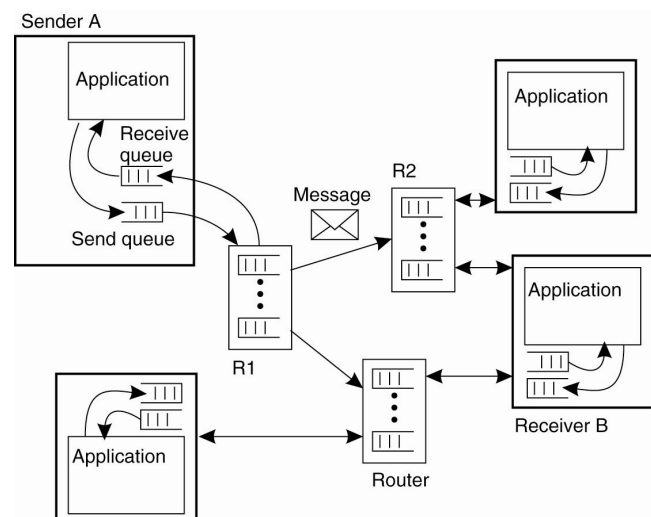 Sender A
Application
Receive
queue
Send queue
R1
Message
R2
Application
Application
Receiver B
Router
Application